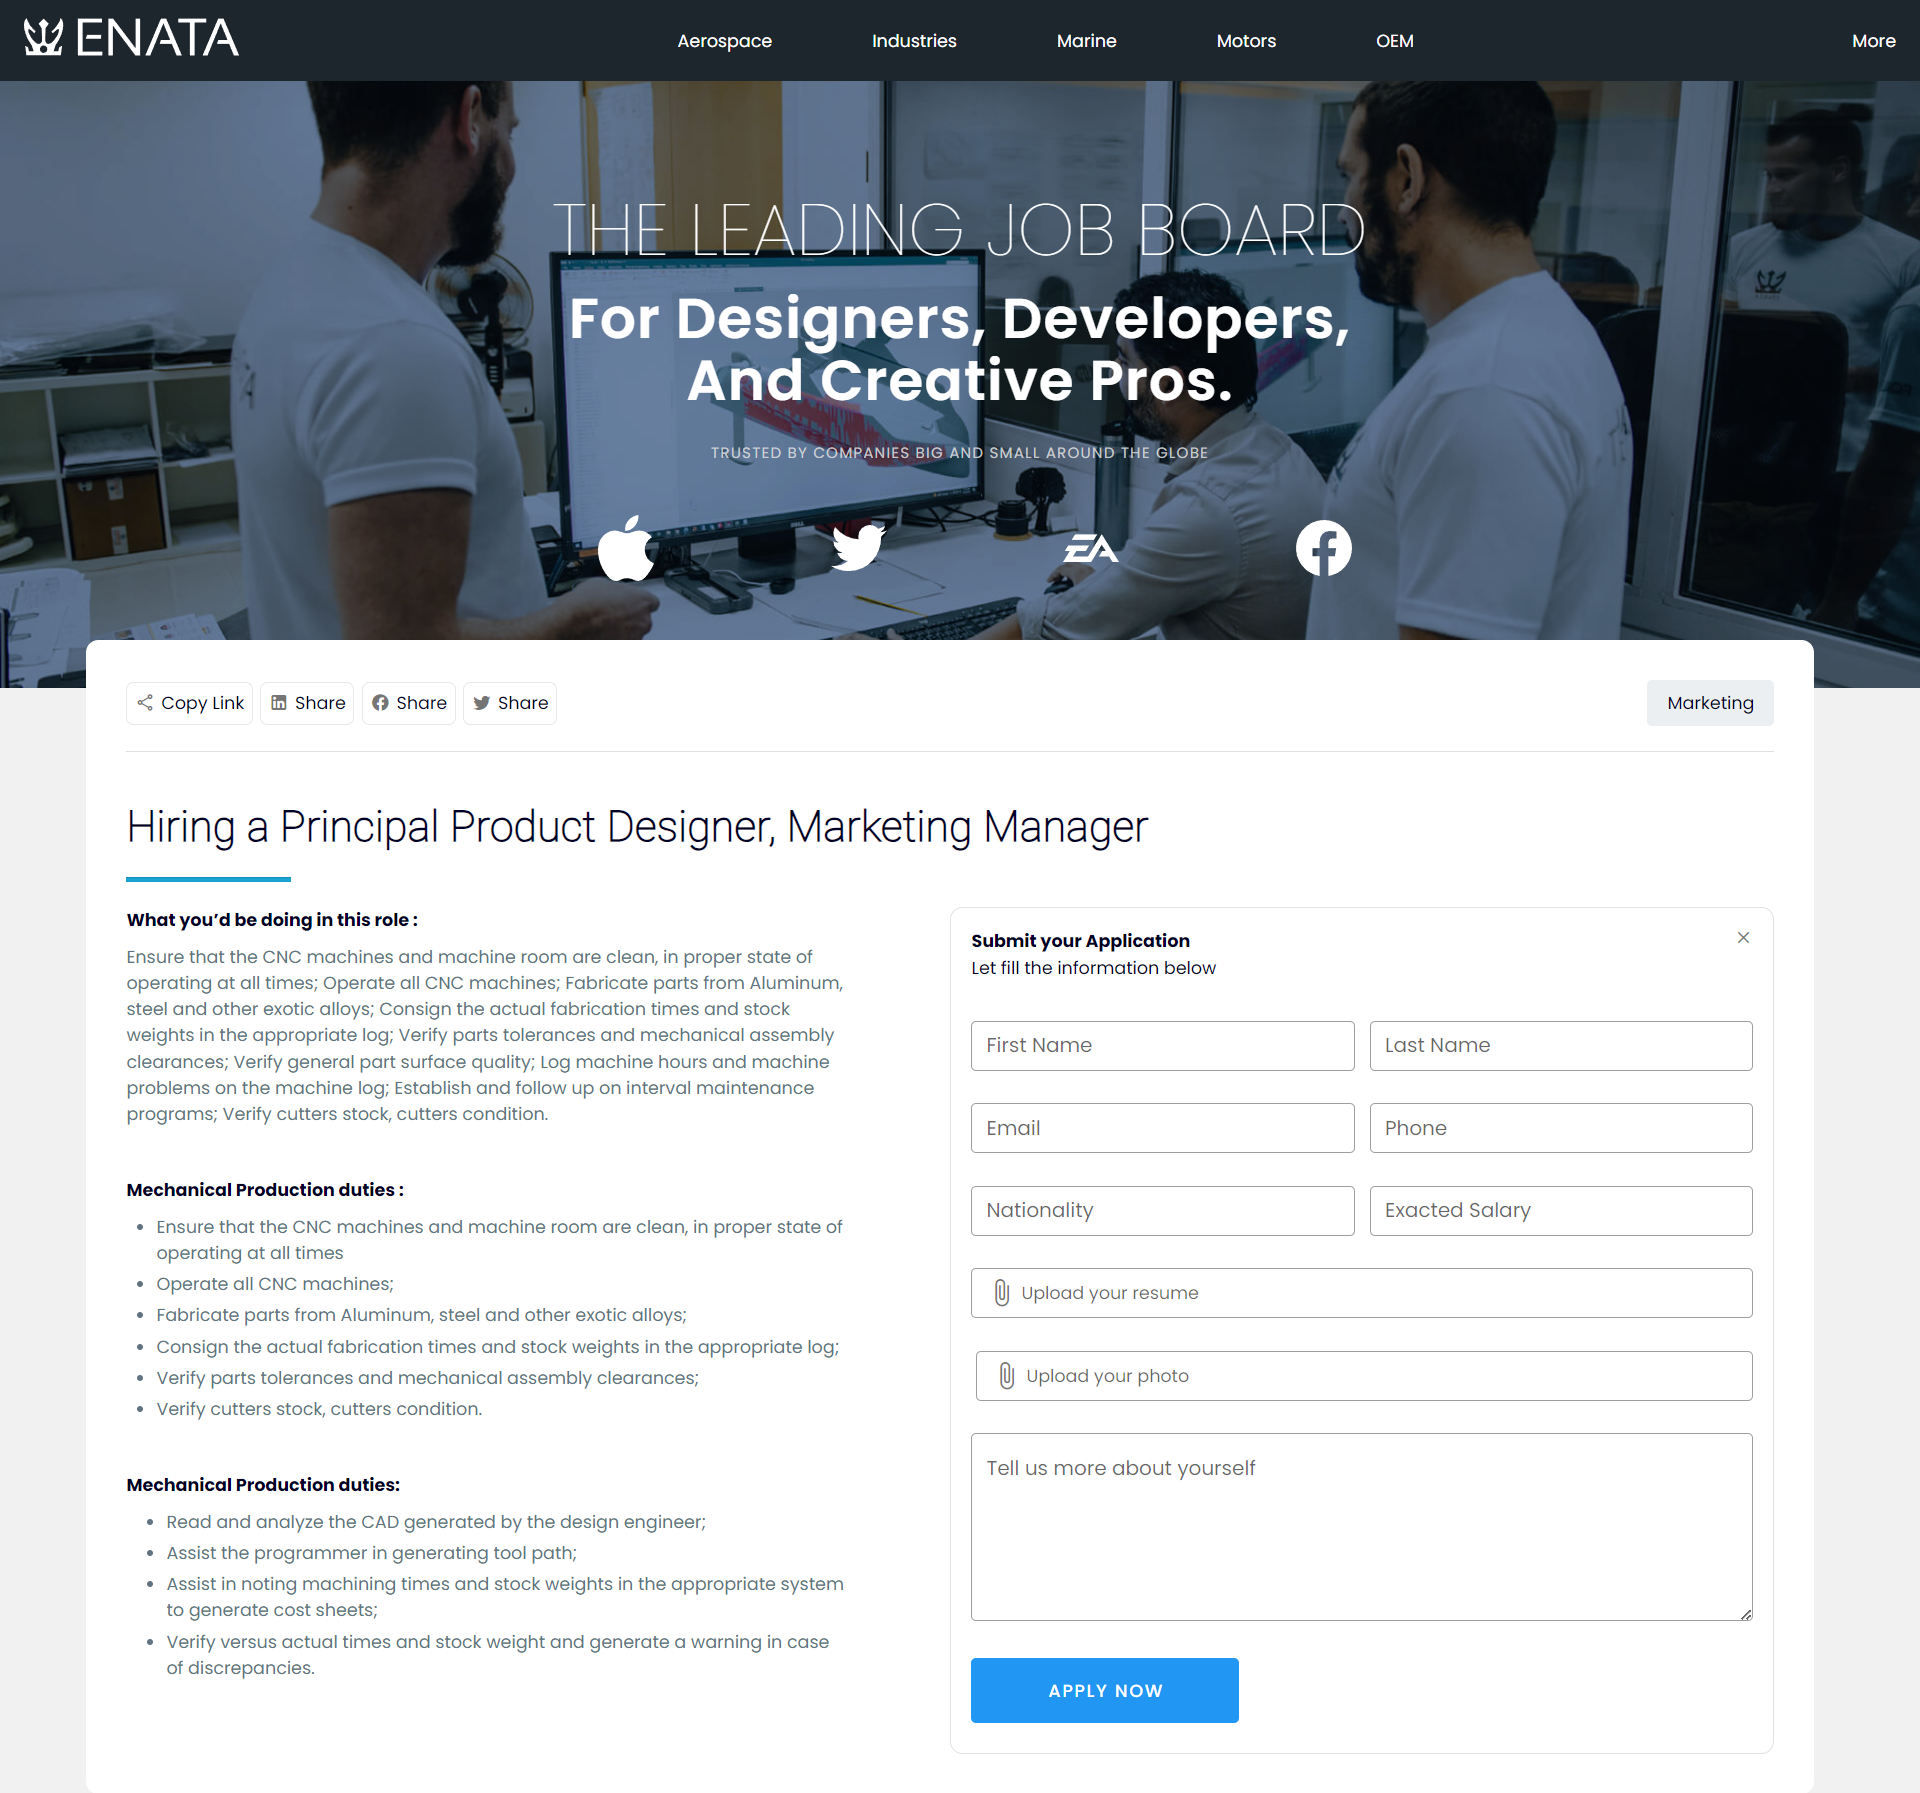 ENATA
Aerospace
Industries
Marine
Motors
OEM
More
THE LEADING JOB BOARD
For Designers, Developers,
And Creative Pros.
TRUSTED BY COMPANIES BIG AND SMALL AROUND THE GLOBE
EA
Copy Link
Share
Share
Share
Marketing
Hiring a Principal Product Designer, Marketing Manager
What you’d be doing in this role :
Ensure that the CNC machines and machine room are clean, in proper state of
operating at all times; Operate all CNC machines; Fabricate parts from Aluminum,
steel and other exotic alloys; Consign the actual fabrication times and stock
weights in the appropriate log; Verify parts tolerances and mechanical assembly
clearances; Verify general part surface quality; Log machine hours and machine
problems on the machine log; Establish and follow up on interval maintenance
programs; Verify cutters stock, cutters condition.
Mechanical Production duties :
Ensure that the CNC machines and machine room are clean, in proper state of
operating at all times
Operate all CNC machines;
Fabricate parts from Aluminum, steel and other exotic alloys;
Consign the actual fabrication times and stock weights in the appropriate log;
Verify parts tolerances and mechanical assembly clearances;
Verify cutters stock, cutters condition.
Mechanical Production duties:
Read and analyze the CAD generated by the design engineer;
Assist the programmer in generating tool path;
Assist in noting machining times and stock weights in the appropriate system
to generate cost sheets;
Verify versus actual times and stock weight and generate a warning in case
of discrepancies.
Submit your Application
Let fill the information below
First Name
Last Name
Email
Phone
Nationality
Exacted Salary
Upload your resume
Upload your photo
Tell us more about yourself
APPLY NOW